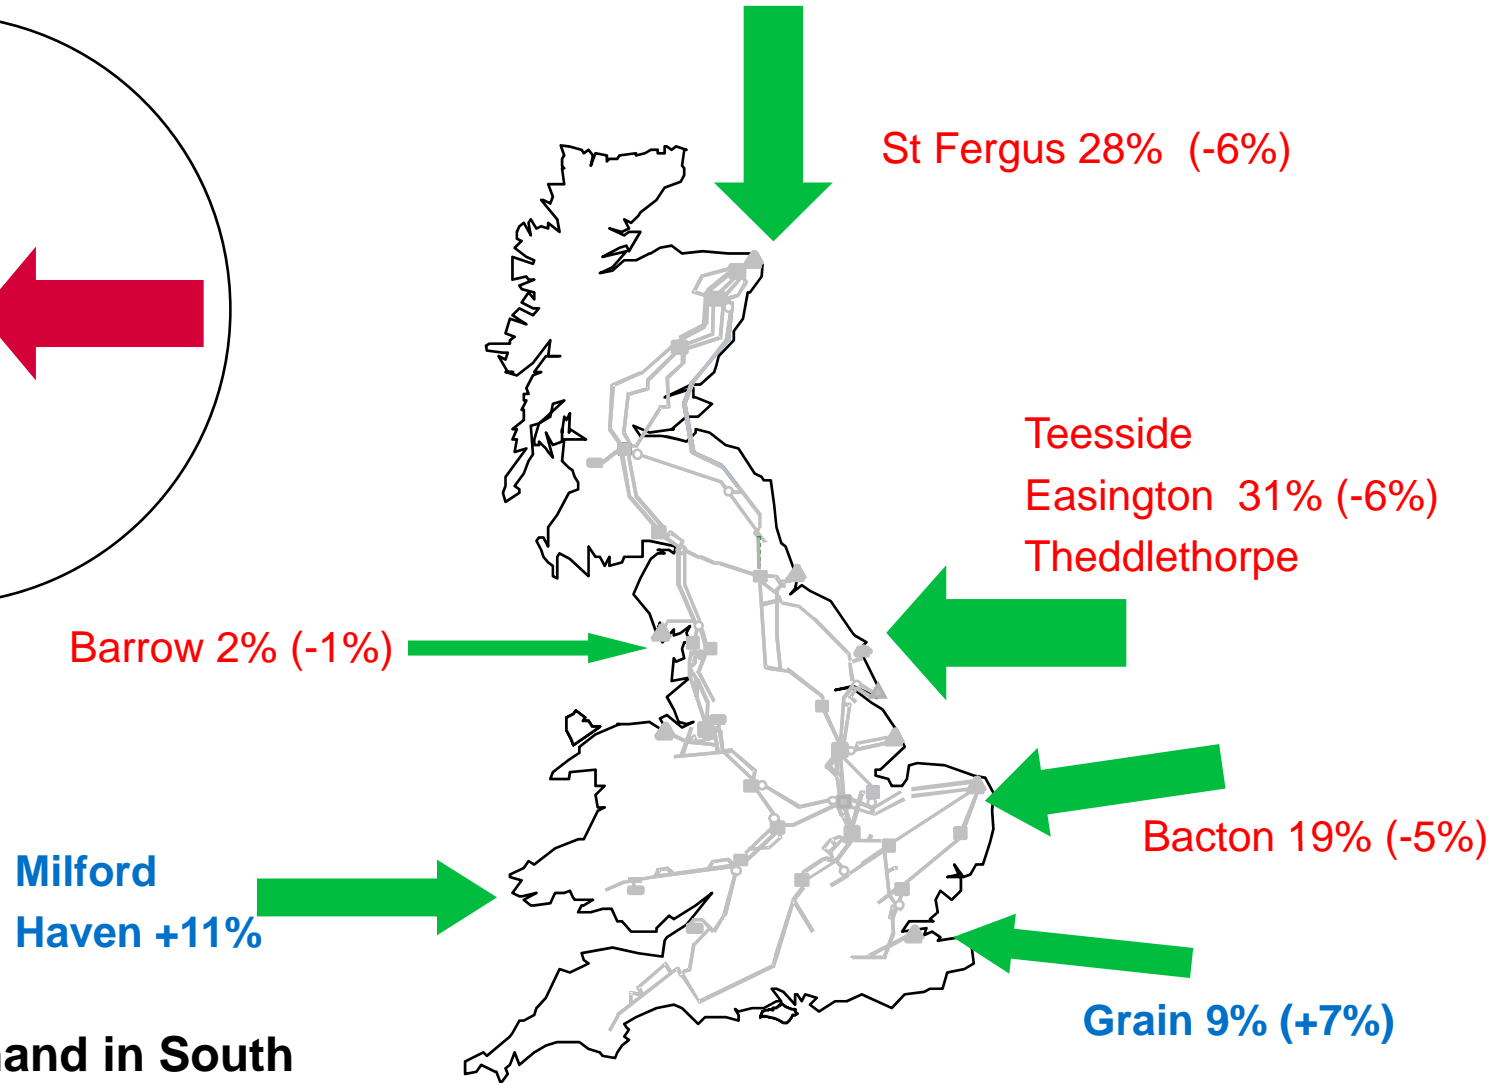 St Fergus 28% (-6%)
Teesside
Easington 31% (-6%)
Theddlethorpe
Barrow 2% (-1%)
Bacton 19% (-5%)
Milford
Haven +11%
Grain 9% (+7%)
and in South